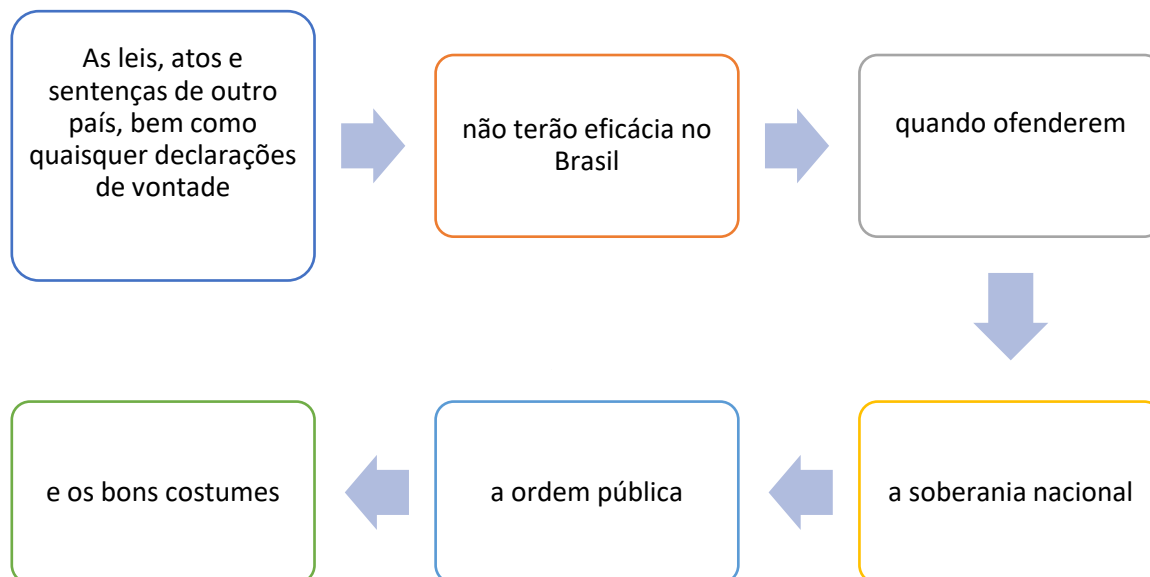 As leis, atos e
sentenças de outro
país, bem como
quaisquer declarações
de vontade
não terão eficácia no
Brasil
quando ofenderem
a soberania nacional
a ordem pública
e os bons costumes